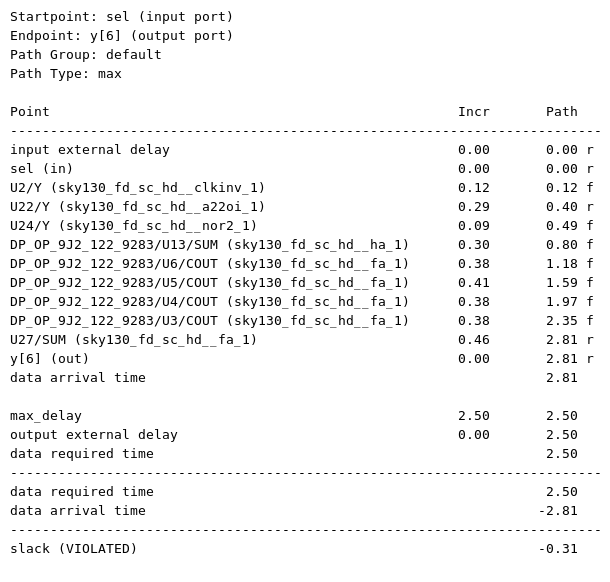 Startpoint: sel (input port)
Endpoint: y[6] (output port)
Path Group: default
Path Type: max
Point Incr Path
--------------------------------------------------------------------------
input external delay 0.00 0.00 r
sel (in) 0.00 0.00 r
U2/Y (sky130_fd_sc_hd__clkinv_1) 0.12 0.12 f
U22/Y (sky130_fd_sc_hd__a22oi_1) 0.29 0.40 r
U24/Y (sky130_fd_sc_hd__nor2_1) 0.09 0.49 f
DP_OP_9J2_122_9283/U13/SUM (sky130_fd_sc_hd__ha_1) 0.30 0.80 f
DP_OP_9J2_122_9283/U6/COUT (sky130_fd_sc_hd__fa_1) 0.38 1.18 f
DP_OP_9J2_122_9283/U5/COUT (sky130_fd_sc_hd__fa_1) 0.41 1.59 f
DP_OP_9J2_122_9283/U4/COUT (sky130_fd_sc_hd__fa_1) 0.38 1.97 f
DP_OP_9J2_122_9283/U3/COUT (sky130_fd_sc_hd__fa_1) 0.38 2.35 f
U27/SUM (sky130_fd_sc_hd__fa_1) 0.46 2.81 r
y[6] (out) 0.00 2.81 r
data arrival time 2.81
max_delay 2.50 2.50
output external delay 0.00 2.50
data required time 2.50
--------------------------------------------------------------------------
data required time 2.50
data arrival time -2.81
--------------------------------------------------------------------------
slack (VIOLATED) -0.31